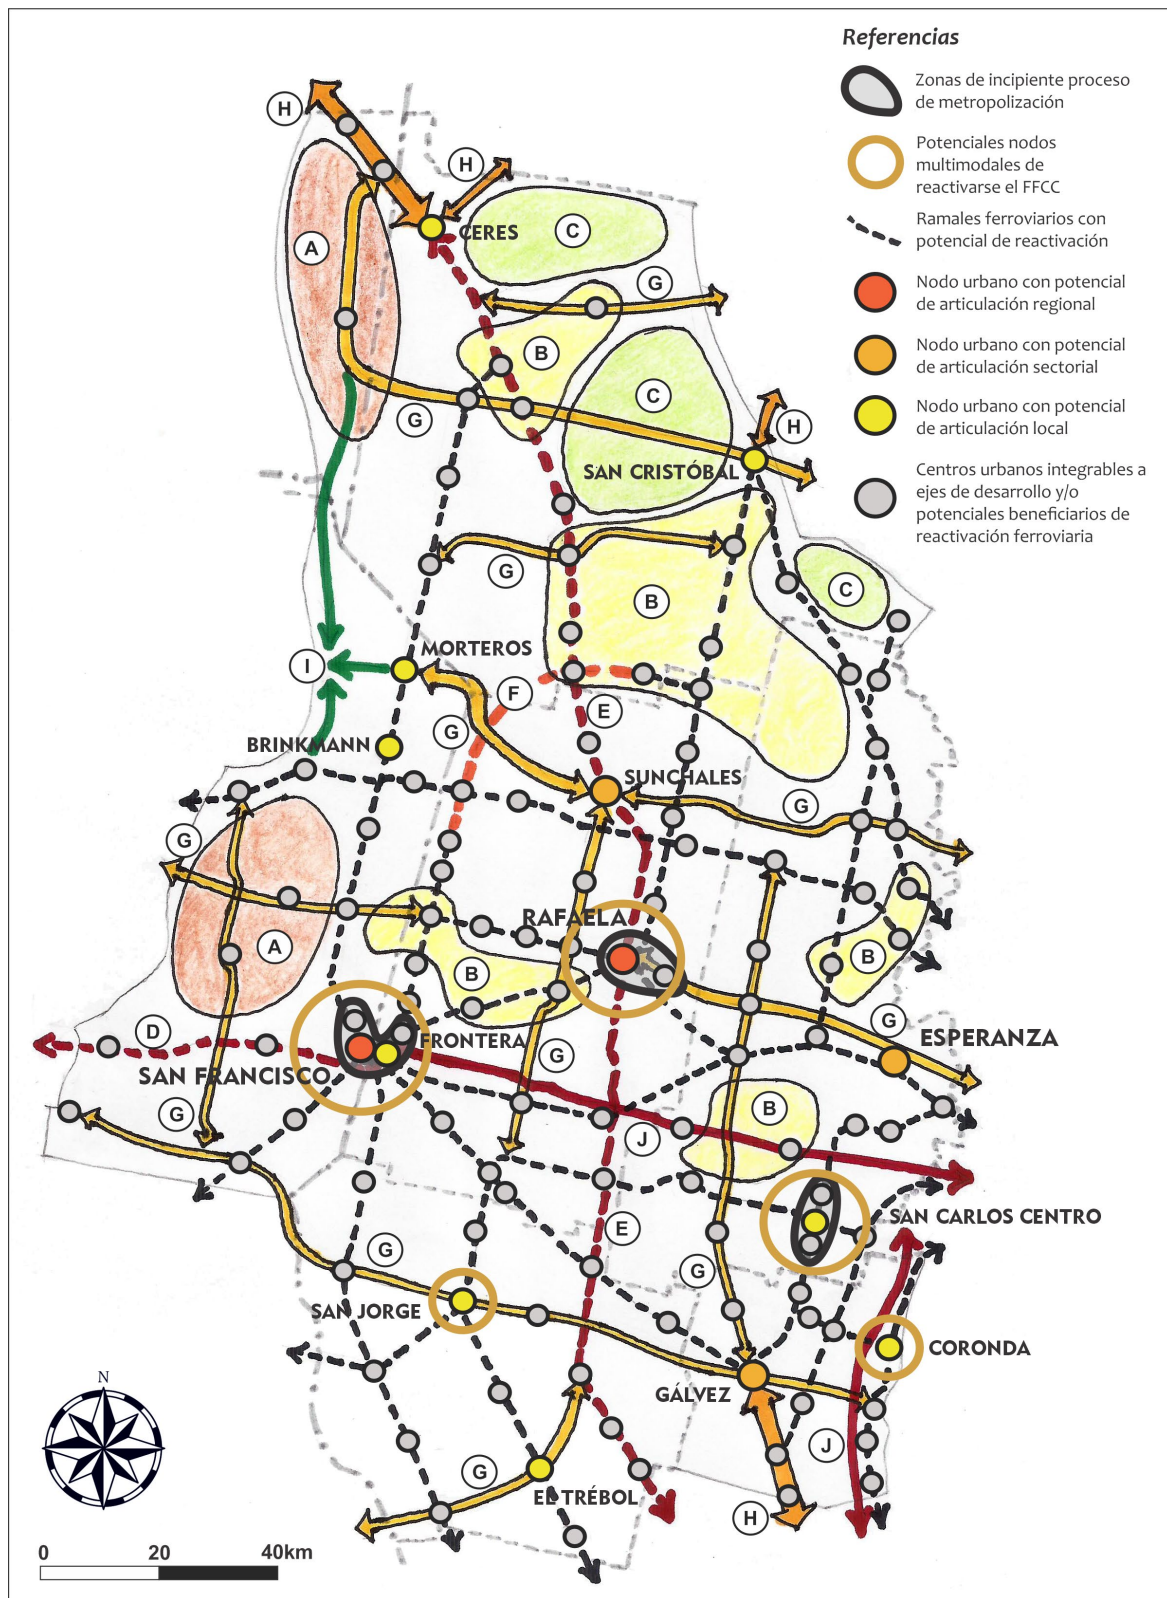 Referencias
Zonas de incipiente proceso
de metropolización
Potenciales nodos
multimodales de
reactivarse el FFCC
Ramales ferroviarios con
potencial de reactivación
Nodo urbano con potencial
de articulación regional
Nodo urbano con potencial
de articulación sectorial
Nodo urbano con potencial
de articulación local
Centros urbanos integrables a
ejes de desarrollo y/o
potenciales beneficiarios de
reactivación ferroviaria
H
H
A
CERES
C
G
B
C
G
H
SAN CRISTÓBAL
G
C
B
MORTEROS
I
F
E
G
BRINKMANN
SUNCHALES
G
G
RAFAELA
A
B
B
G
D
FRONTERA
ESPERANZA
G
SAN FRANCISCO
G
B
J
SAN CARLOS CENTRO
E
G
G
SAN JORGE
CORONDA
GÁLVEZ
J
G
EL TRÉBOL
H
N
0
20
40km